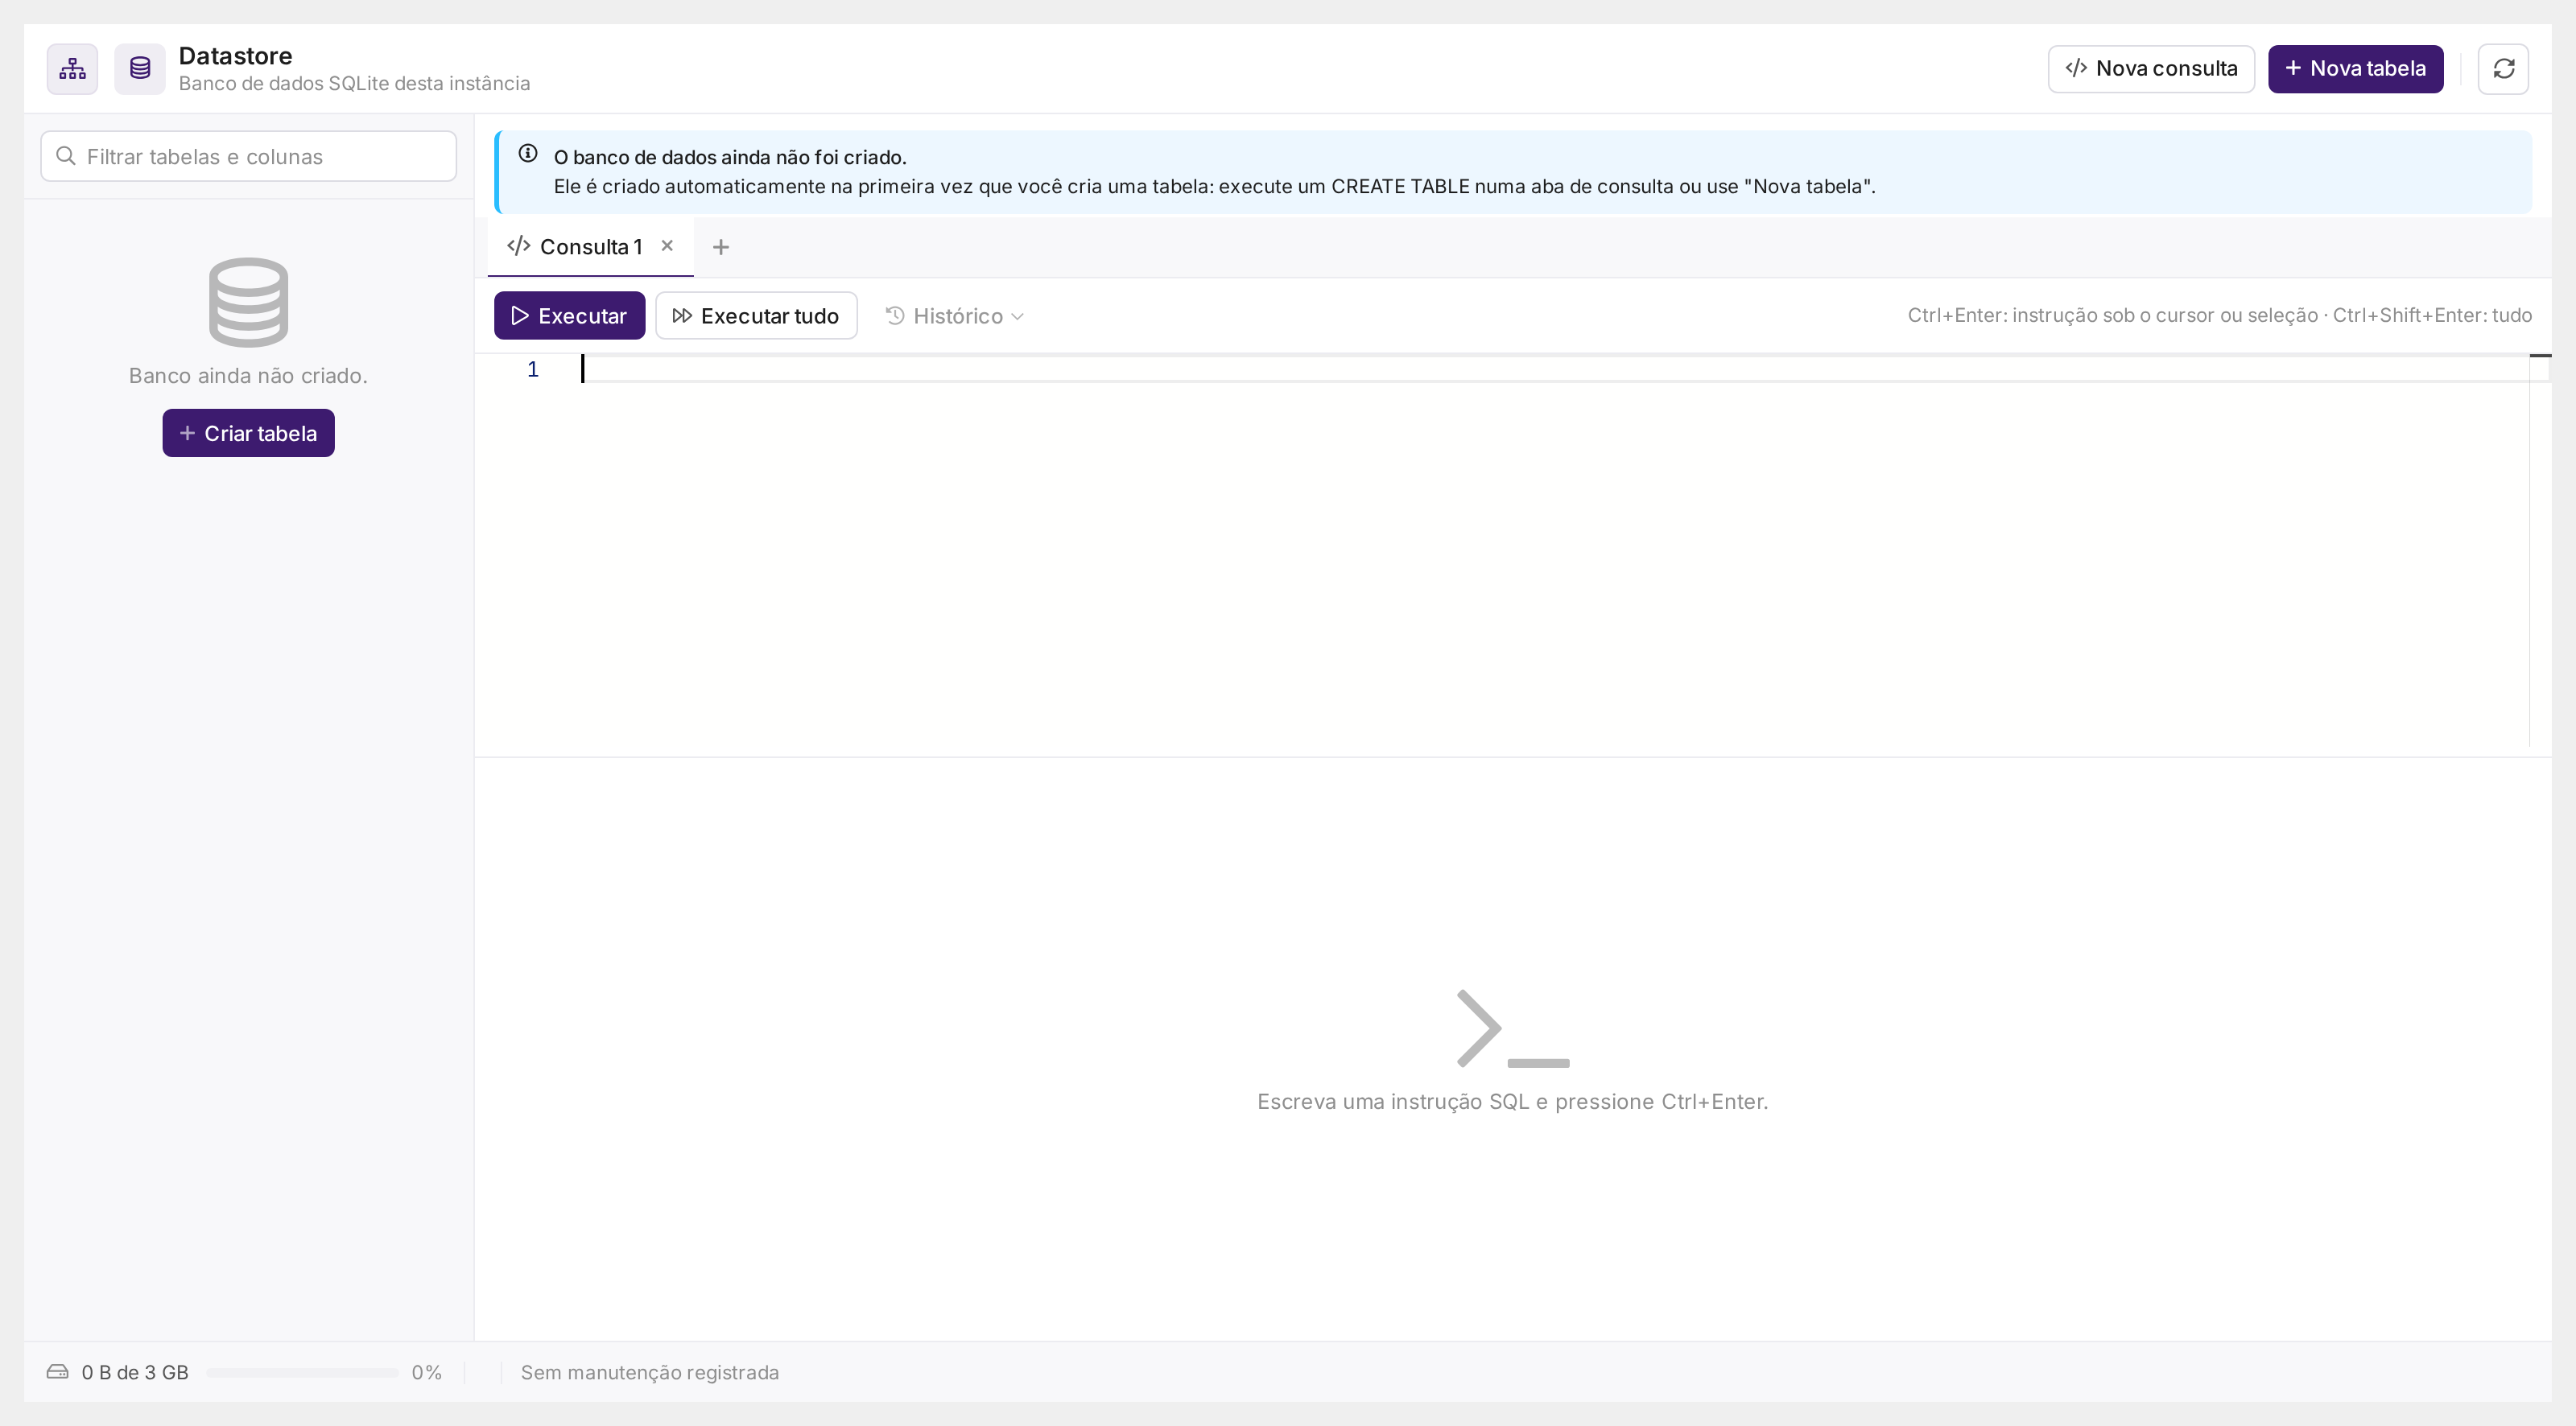 Datastore
Banco de dados SQLite desta instância
Nova consulta
Nova tabela
Filtrar tabelas e colunas
Banco ainda não criado.
Criar tabela
O banco de dados ainda não foi criado.
Ele é criado automaticamente na primeira vez que você cria uma tabela: execute um CREATE TABLE numa aba de consulta ou use "Nova tabela".
Consulta 1
Executar
Executar tudo
Histórico
Ctrl+Enter: instrução sob o cursor ou seleção · Ctrl+Shift+Enter: tudo
1
Escreva uma instrução SQL e pressione Ctrl+Enter.
0 B de 3 GB
0%
Sem manutenção registrada